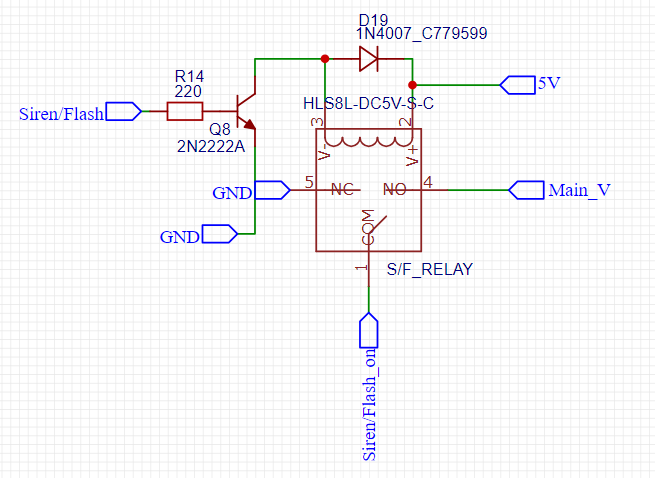 D19
1N4007_C779599
R14
220
5V
HLS8L-DC5V-S-C
Siren/Flash
3
2
Q8
2N2222A
V-
V+
5
NC
NO
4
GND
Main_V
COM
GND
1
S/F_RELAY
Siren/Flash_on